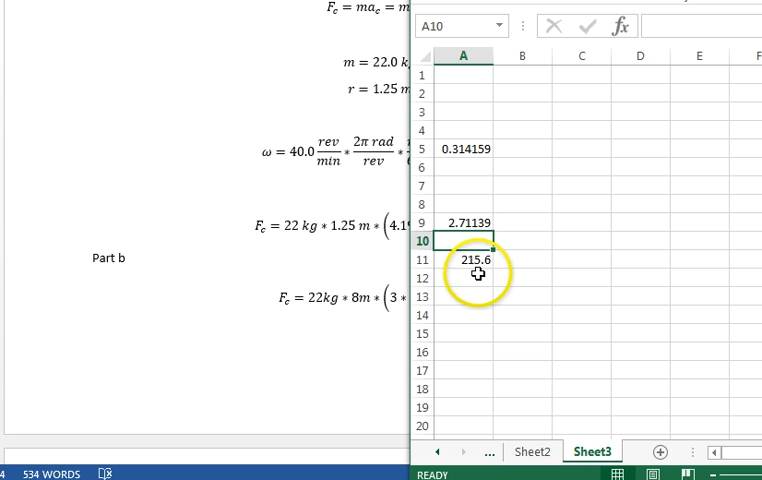 F_c = ma_c = m
m = 22.0 k
r = 1.25 m
ω = 40.0 rev/min * 2π rad/rev *
F_c = 22 kg * 1.25 m * (4.19
Part b
F_c = 22kg * 8m * (3 *
534 WORDS
A10 fx
A B C D E F
1
2
3
4
5 0.314159
6
7
8
9 2.71139
10
11 215.6
12
13
14
15
16
17
18
19
20
... Sheet2 Sheet3
READY